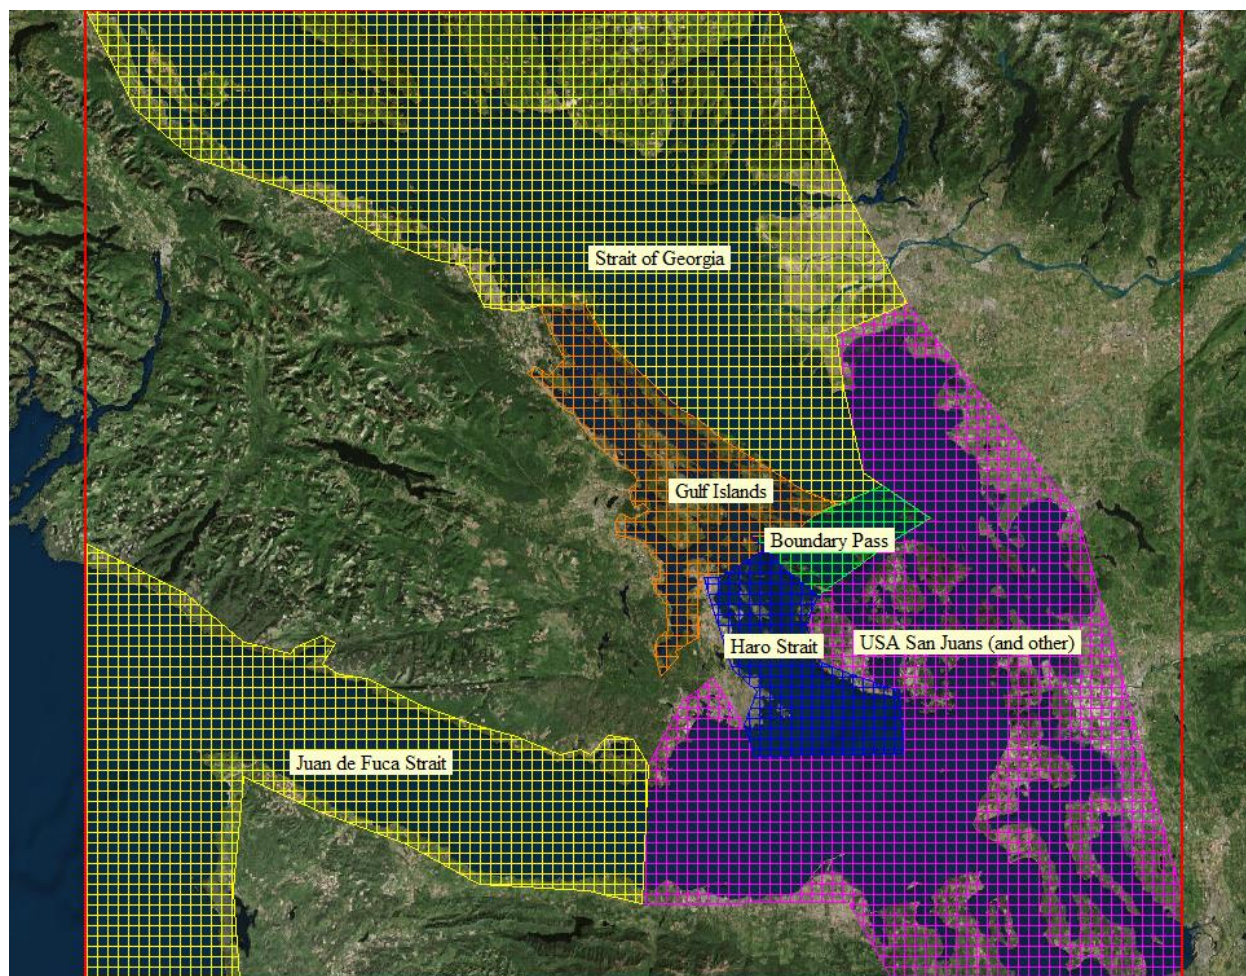 Strait of Georgia
Gulf Islands
Boundary Pass
Haro Strait
USA San Juans (and other)
Juan de Fuca Strait